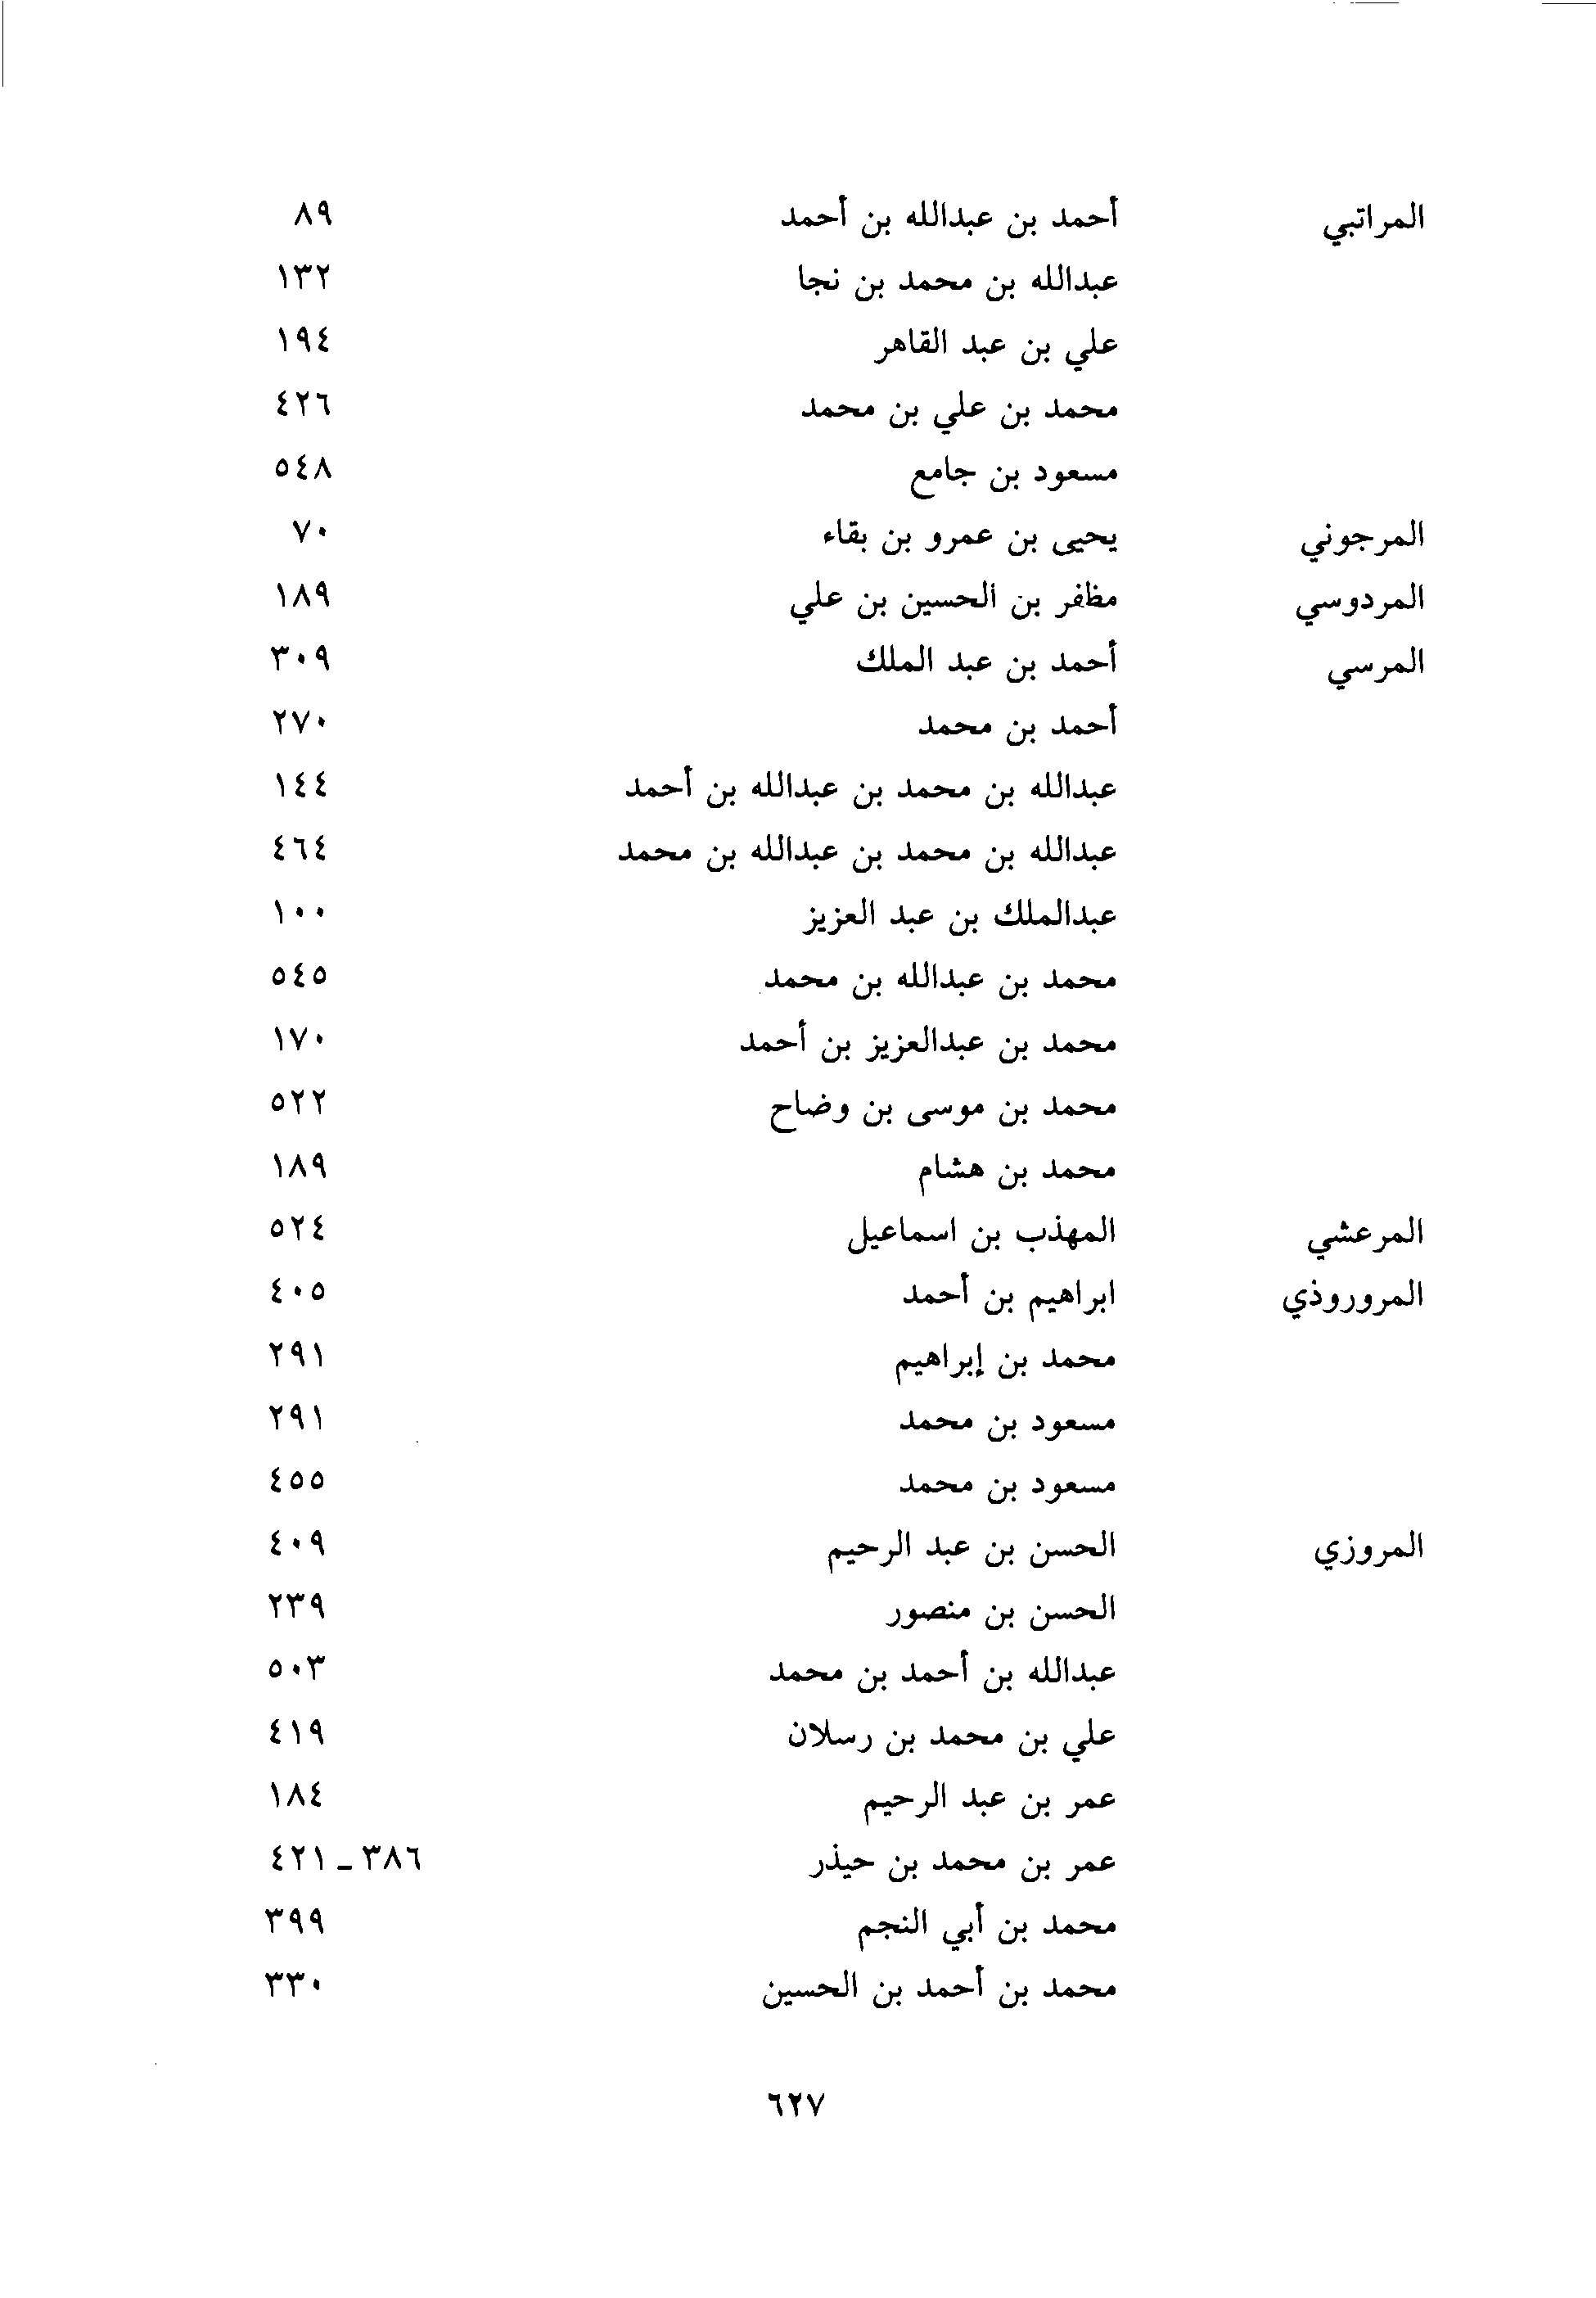 المراتبي أحمد بن عبدالله بن أحمد ٨٩
عبدالله بن محمد بن نجا ١٣٢
علي بن عبد القاهر ١٩٤
محمد بن علي بن محمد ٤٢٦
مسعود بن جامع ٥٤٨
المرجوني يحيى بن عمرو بن بقاء ٧٠
المردوسي مظفر بن الحسين بن علي ١٨٩
المرسي أحمد بن عبد الملك ٣٠٩
أحمد بن محمد ٢٧٠
عبدالله بن محمد بن عبدالله بن أحمد ١٤٤
عبدالله بن محمد بن عبدالله بن محمد ٤٦٤
عبدالملك بن عبد العزيز ١٠٠
محمد بن عبدالله بن محمد ٥٤٥
محمد بن عبدالعزيز بن أحمد ١٧٠
محمد بن موسى بن وضاح ٥٢٢
محمد بن هشام ١٨٩
المرعشي المهذب بن اسماعيل ٥٢٤
المروروذي ابراهيم بن أحمد ٤٠٥
محمد بن إبراهيم ٢٩١
مسعود بن محمد ٢٩١
مسعود بن محمد ٤٥٥
المروزي الحسن بن عبد الرحيم ٤٠٩
الحسن بن منصور ٢٣٩
عبدالله بن أحمد بن محمد ٥٠٣
علي بن محمد بن رسلان ٤١٩
عمر بن عبد الرحيم ١٨٤
عمر بن محمد بن حيذر ٣٨٦ - ٤٢١
محمد بن أبي النجم ٣٩٩
محمد بن أحمد بن الحسين ٣٣٠
٦٢٧